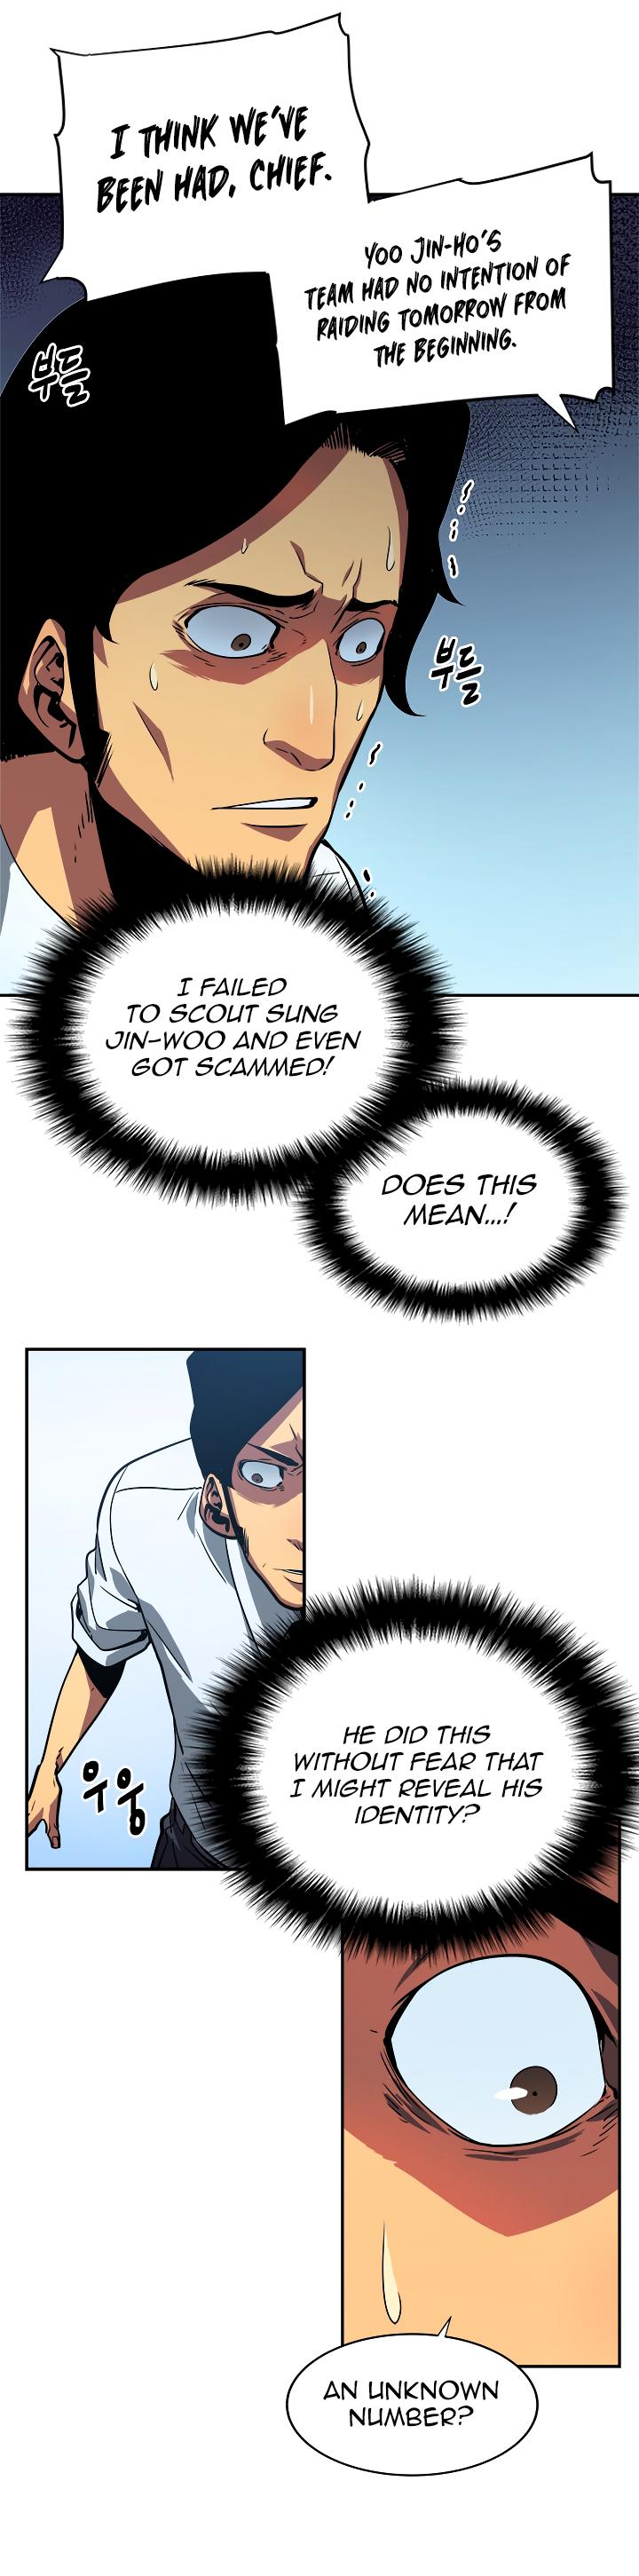 I THINK WE'VE
BEEN HAD, CHIEF.
YOO JIN-HO'S
TEAM HAD NO INTENTION OF
RAIDING TOMORROW FROM
THE BEGINNING.
부들
부들
I FAILED
TO SCOUT SUNG
JIN-WOO AND EVEN
GOT SCAMMED!
DOES THIS
MEAN...!
우웅
HE DID THIS
WITHOUT FEAR THAT
I MIGHT REVEAL HIS
IDENTITY?
AN UNKNOWN
NUMBER?